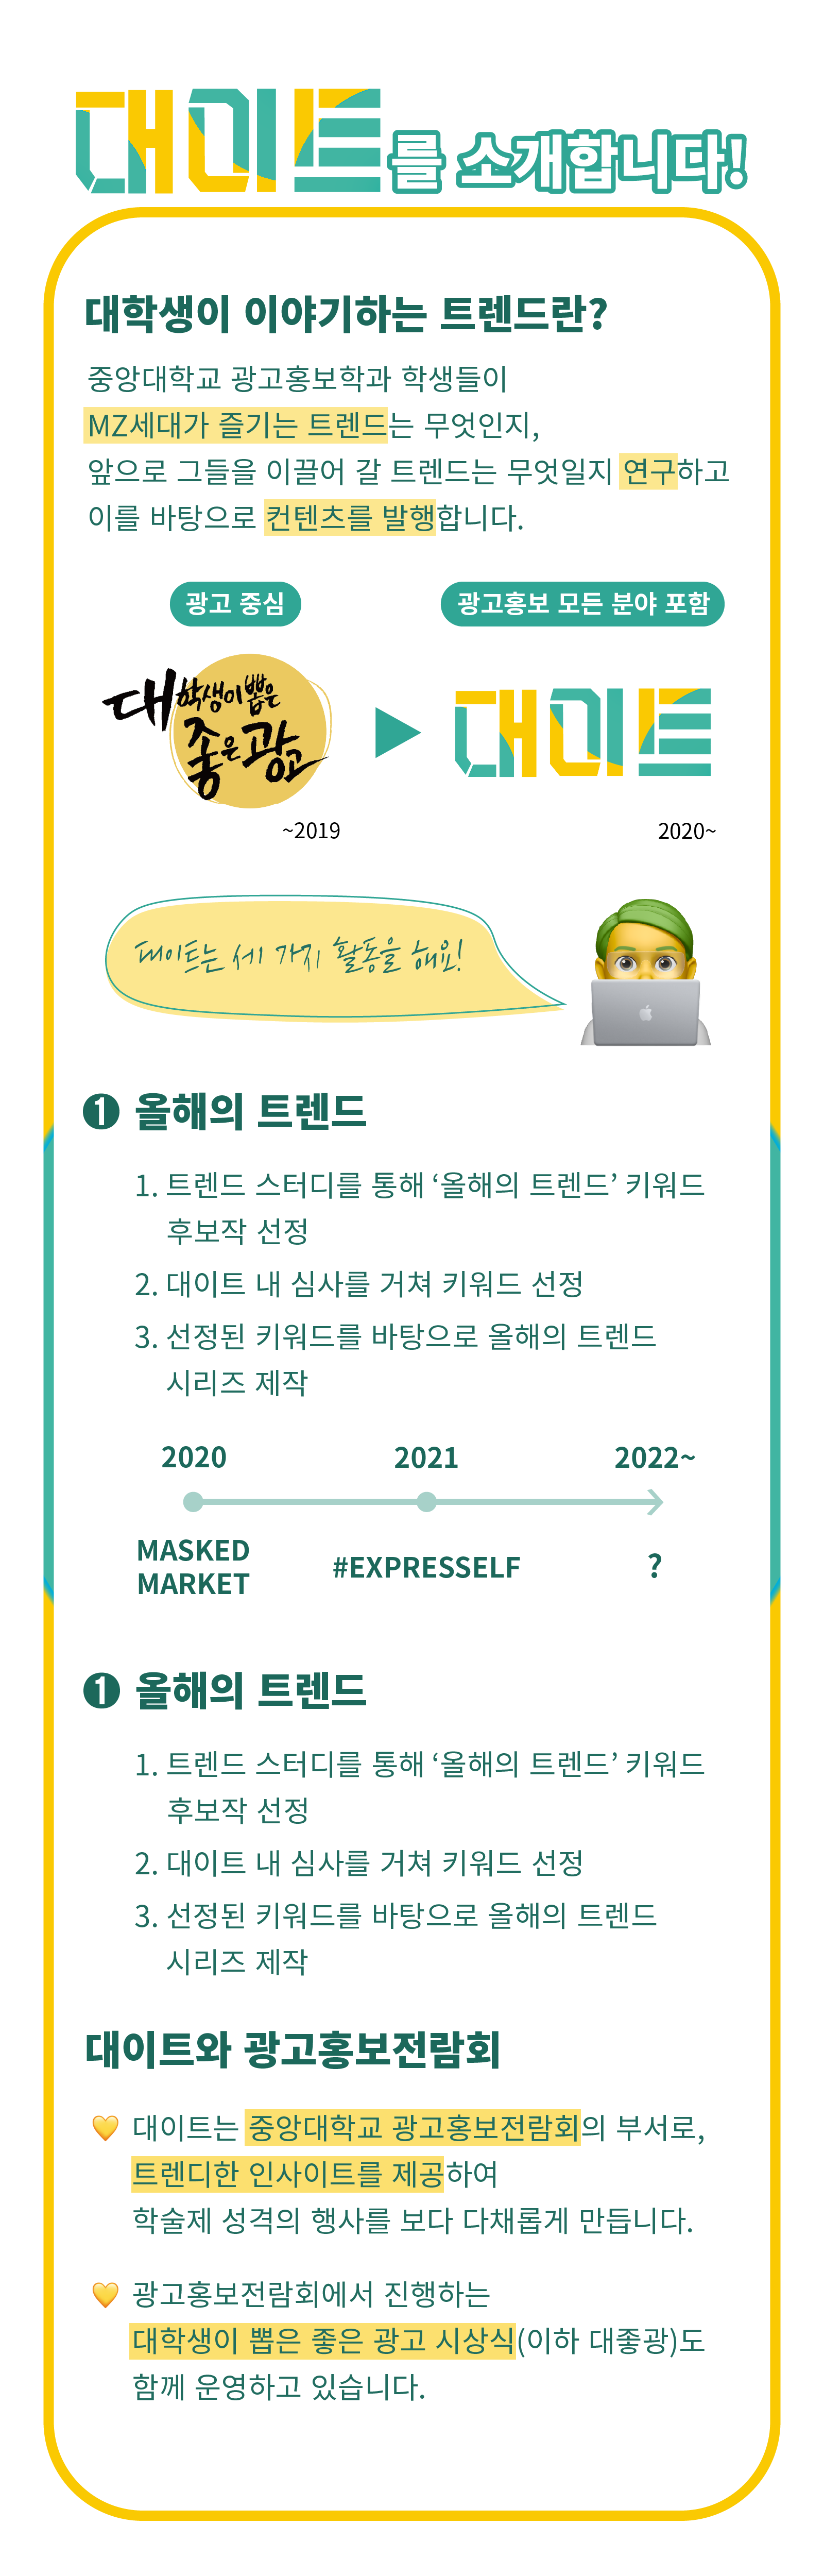 대이트를 소개합니다!
대학생이 이야기하는 트렌드란?
중앙대학교 광고홍보학과 학생들이
MZ세대가 즐기는 트렌드는 무엇인지,
앞으로 그들을 이끌어 갈 트렌드는 무엇일지 연구하고
이를 바탕으로 컨텐츠를 발행합니다.
광고 중심
광고홍보 모든 분야 포함
대학생이 뽑은
좋은 광고
대이트
~2019
2020~
대이트는 세 가지 활동을 해요!
❶ 올해의 트렌드
1. 트렌드 스터디를 통해 ‘올해의 트렌드’ 키워드
후보작 선정
2. 대이트 내 심사를 거쳐 키워드 선정
3. 선정된 키워드를 바탕으로 올해의 트렌드
시리즈 제작
2020
2021
2022~
MASKED
MARKET
#EXPRESSELF
?
❶ 올해의 트렌드
1. 트렌드 스터디를 통해 ‘올해의 트렌드’ 키워드
후보작 선정
2. 대이트 내 심사를 거쳐 키워드 선정
3. 선정된 키워드를 바탕으로 올해의 트렌드
시리즈 제작
대이트와 광고홍보전람회
대이트는 중앙대학교 광고홍보전람회의 부서로,
트렌디한 인사이트를 제공하여
학술제 성격의 행사를 보다 다채롭게 만듭니다.
광고홍보전람회에서 진행하는
대학생이 뽑은 좋은 광고 시상식(이하 대좋광)도
함께 운영하고 있습니다.